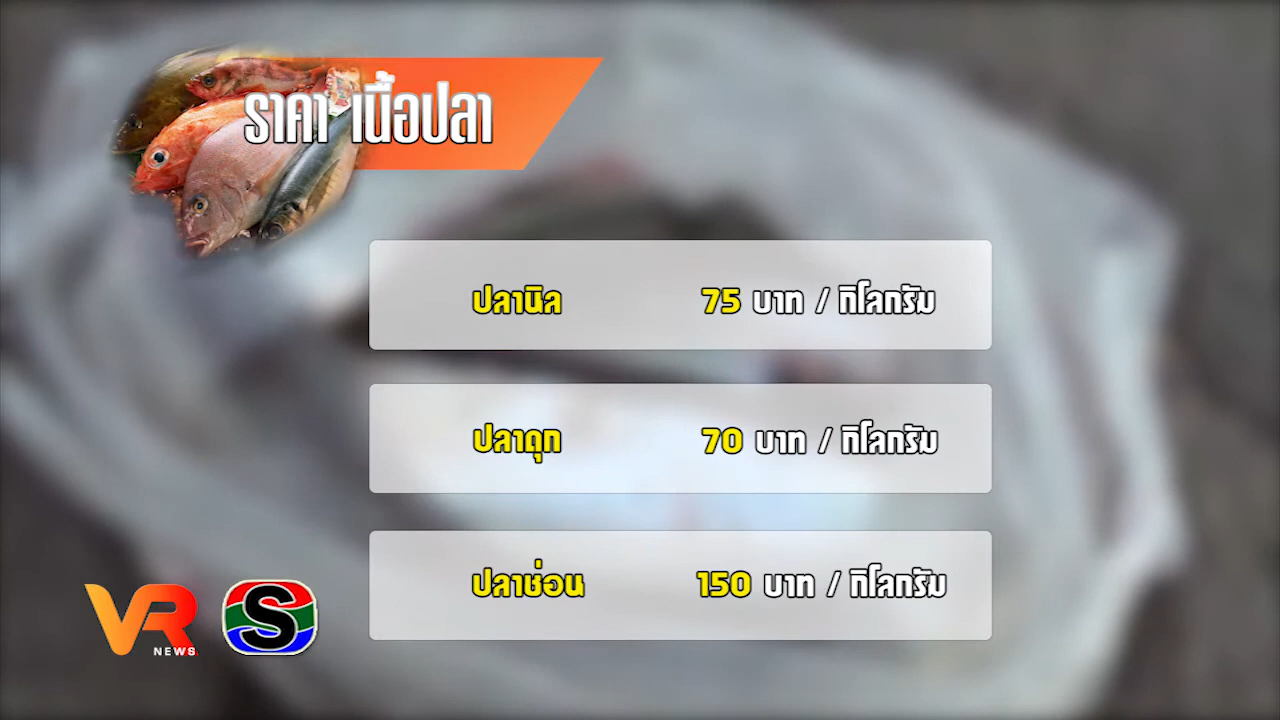 ราคา เนื้อปลา
ปลานิล 75 บาท / กิโลกรัม
ปลาดุก 70 บาท / กิโลกรัม
ปลาช่อน 150 บาท / กิโลกรัม
VR S
NEWS